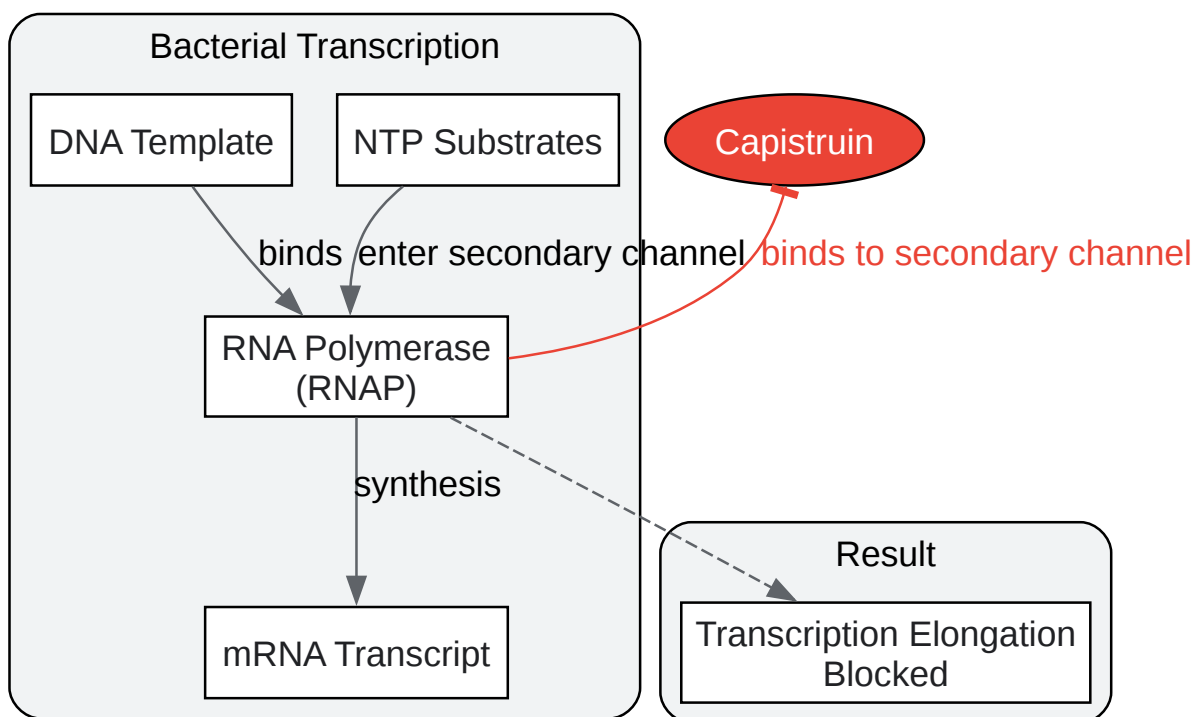 Bacterial Transcription
DNA Template
NTP Substrates
Capistruin
binds
enter secondary channel
binds to secondary channel
RNA Polymerase
(RNAP)
synthesis
Result
mRNA Transcript
Transcription Elongation
Blocked